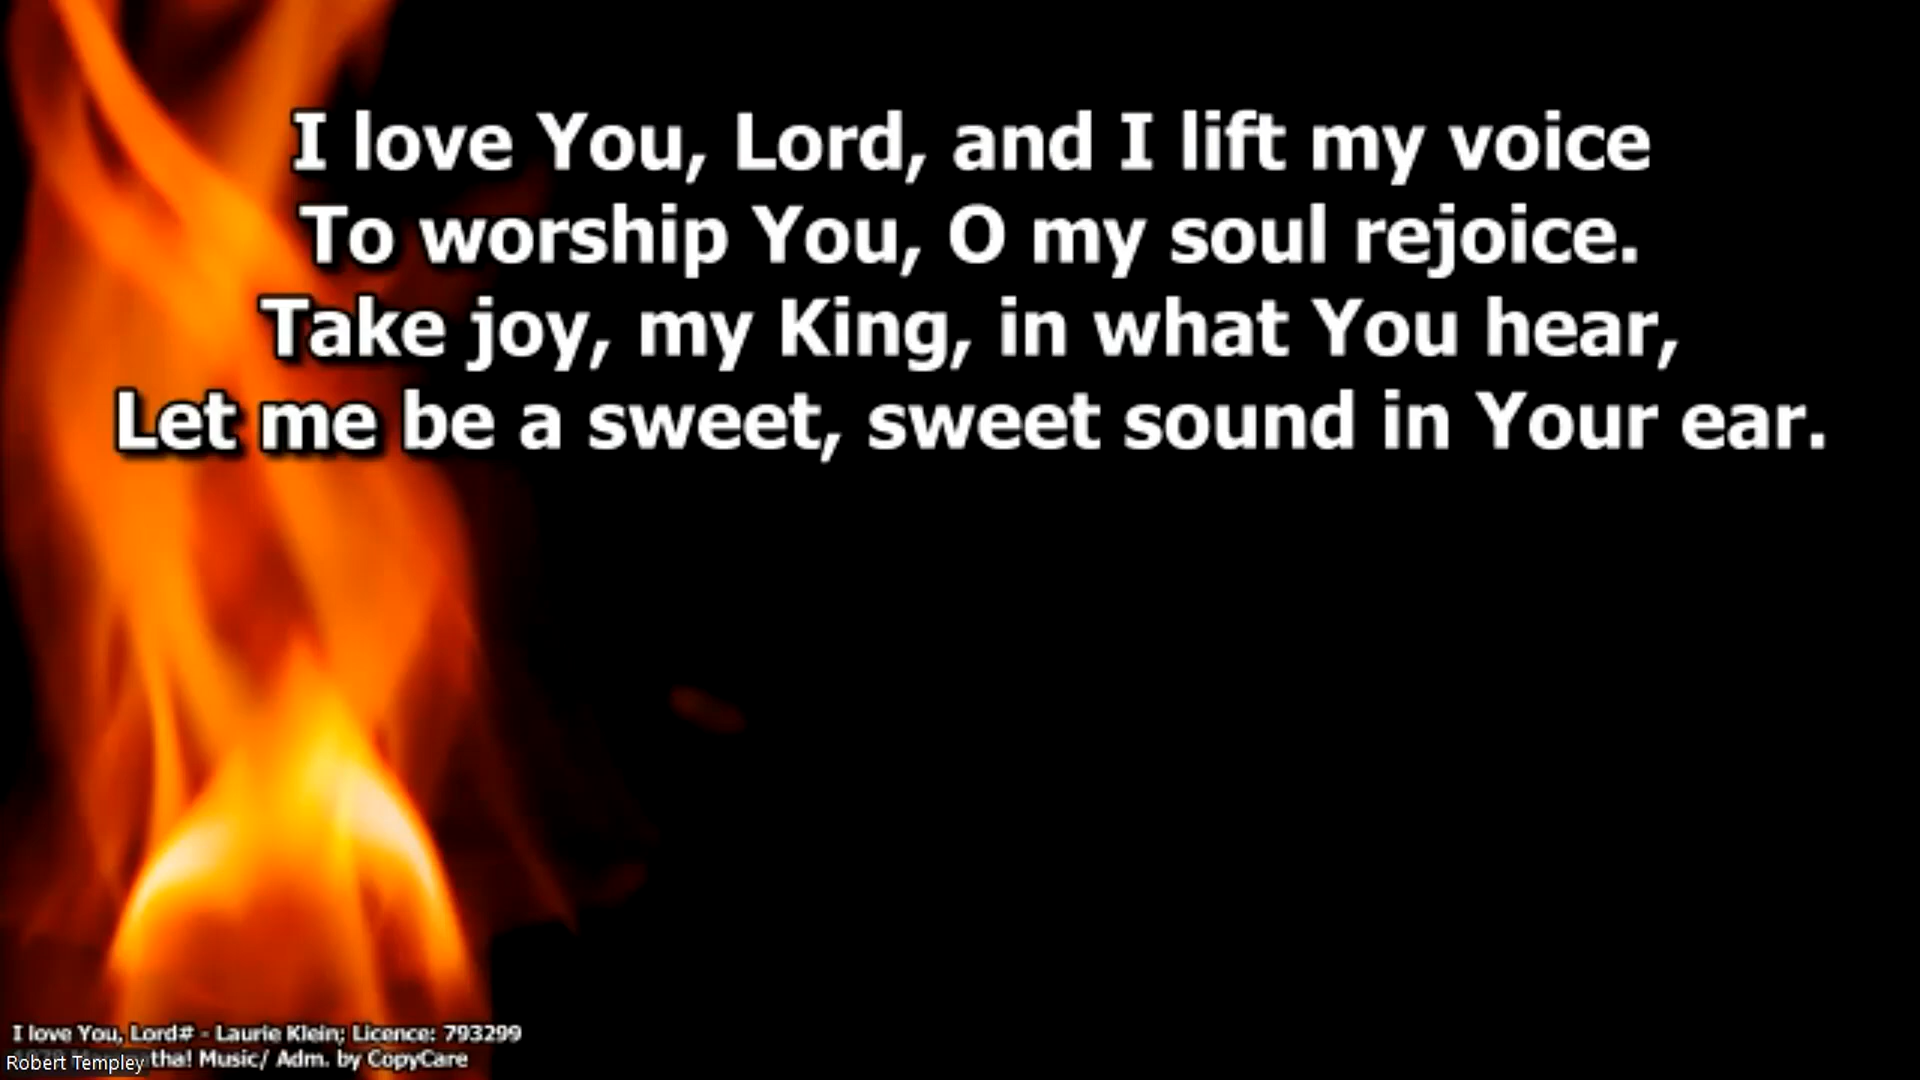 I love You, Lord, and I lift my voice
To worship You, O my soul rejoice.
Take joy, my King, in what You hear,
Let me be a sweet, sweet sound in Your ear.
I love You, Lord# - Laurie Klein; Licence: 793299
tha! Music/ Adm. by CopyCare
Robert Templey